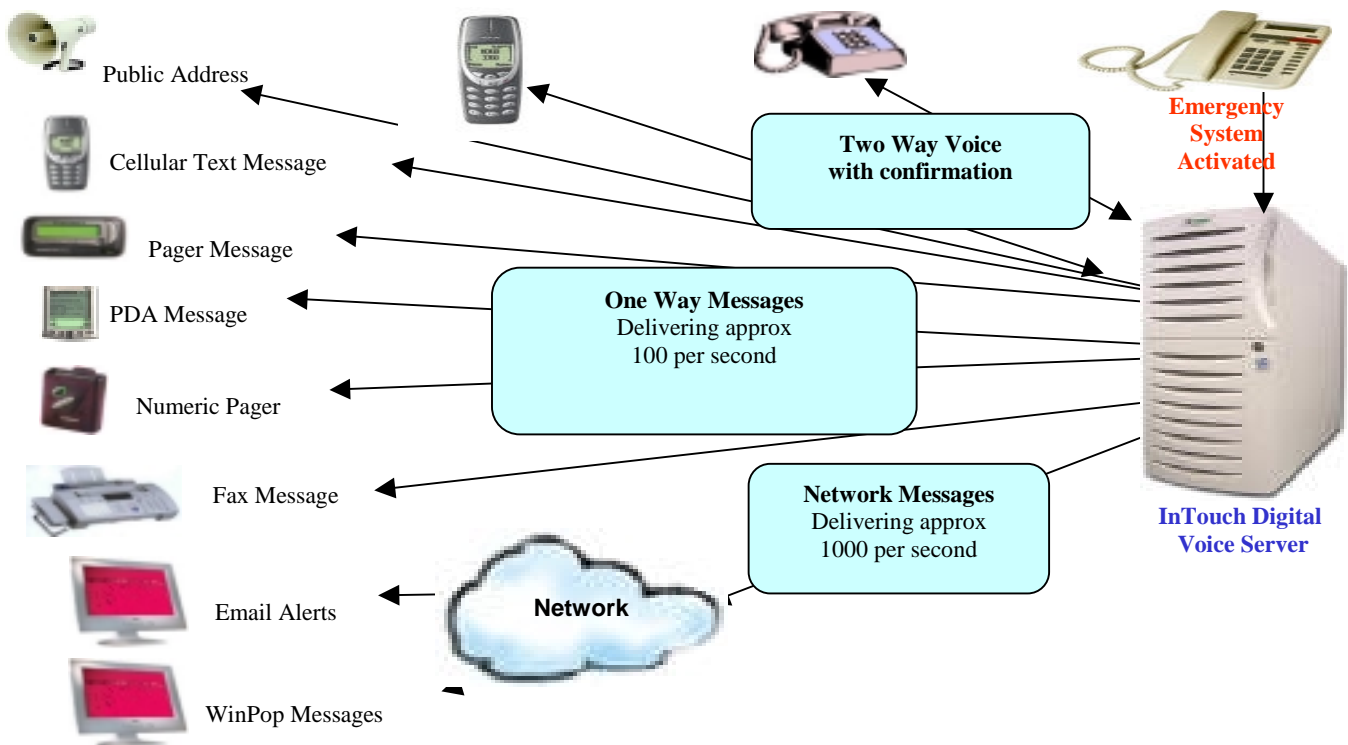 Public Address
Emergency
System
Activated
Two Way Voice
with confirmation
Cellular Text Message
Pager Message
One Way Messages
Delivering approx
100 per second
PDA Message
Numeric Pager
Fax Message
Network Messages
Delivering approx
1000 per second
InTouch Digital
Voice Server
Network
Email Alerts
WinPop Messages